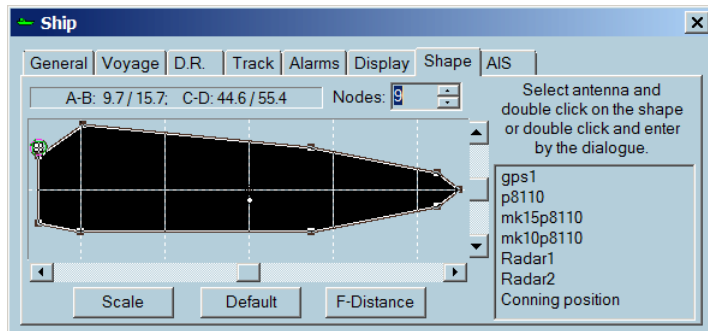 Ship
General Voyage D.R. Track Alarms Display Shape AIS
A-B: 9.7 / 15.7; C-D: 44.6 / 55.4
Nodes: 9
Select antenna and
double click on the shape
or double click and enter
by the dialogue.
gps1
p8110
mk15p8110
mk10p8110
Radar1
Radar2
Conning position
Scale Default F-Distance